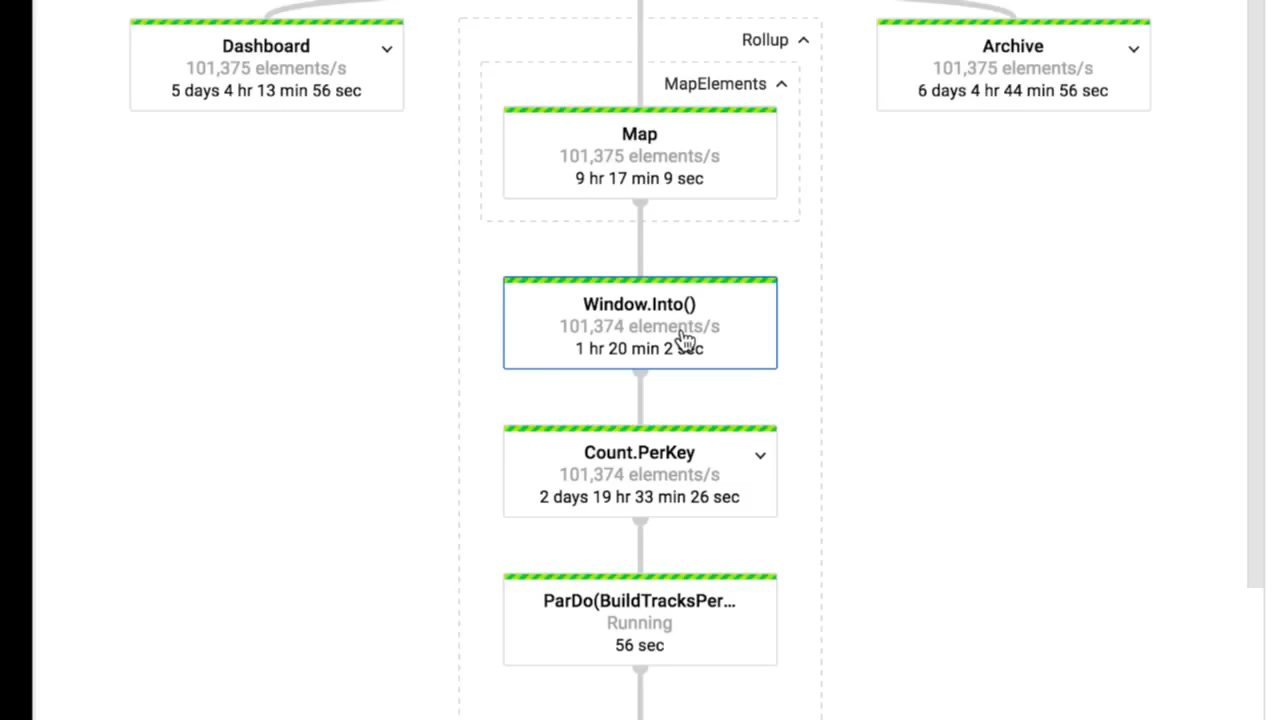 Dashboard
101,375 elements/s
5 days 4 hr 13 min 56 sec
Rollup
MapElements
Map
101,375 elements/s
9 hr 17 min 9 sec
Window.Into()
101,374 elements/s
1 hr 20 min 2 sec
Count.PerKey
101,374 elements/s
2 days 19 hr 33 min 26 sec
ParDo(BuildTracksPer...
Running
56 sec
Archive
101,375 elements/s
6 days 4 hr 44 min 56 sec